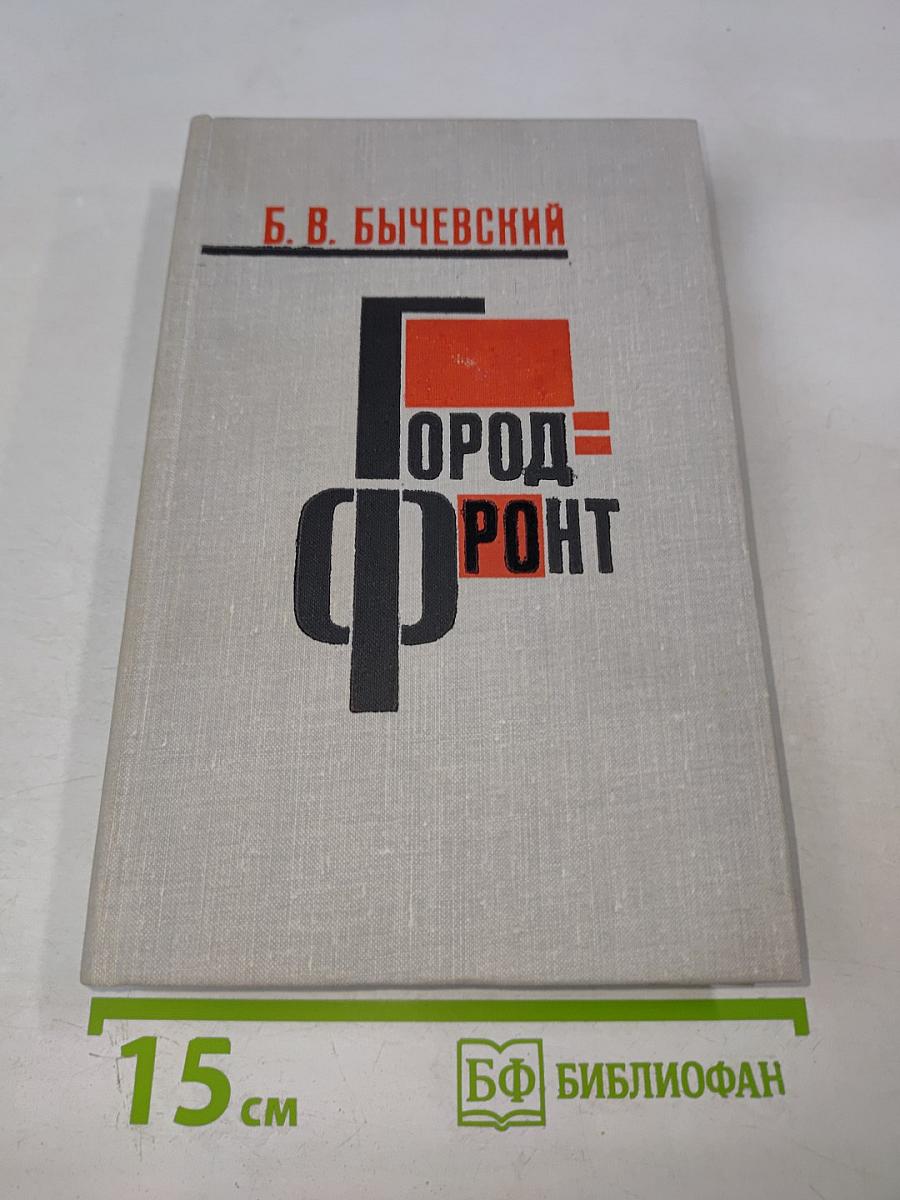 Б. В. БЫЧЕВСКИЙ
ГОРОД=
ФРОНТ
15 см
БФ БИБЛИОФАН